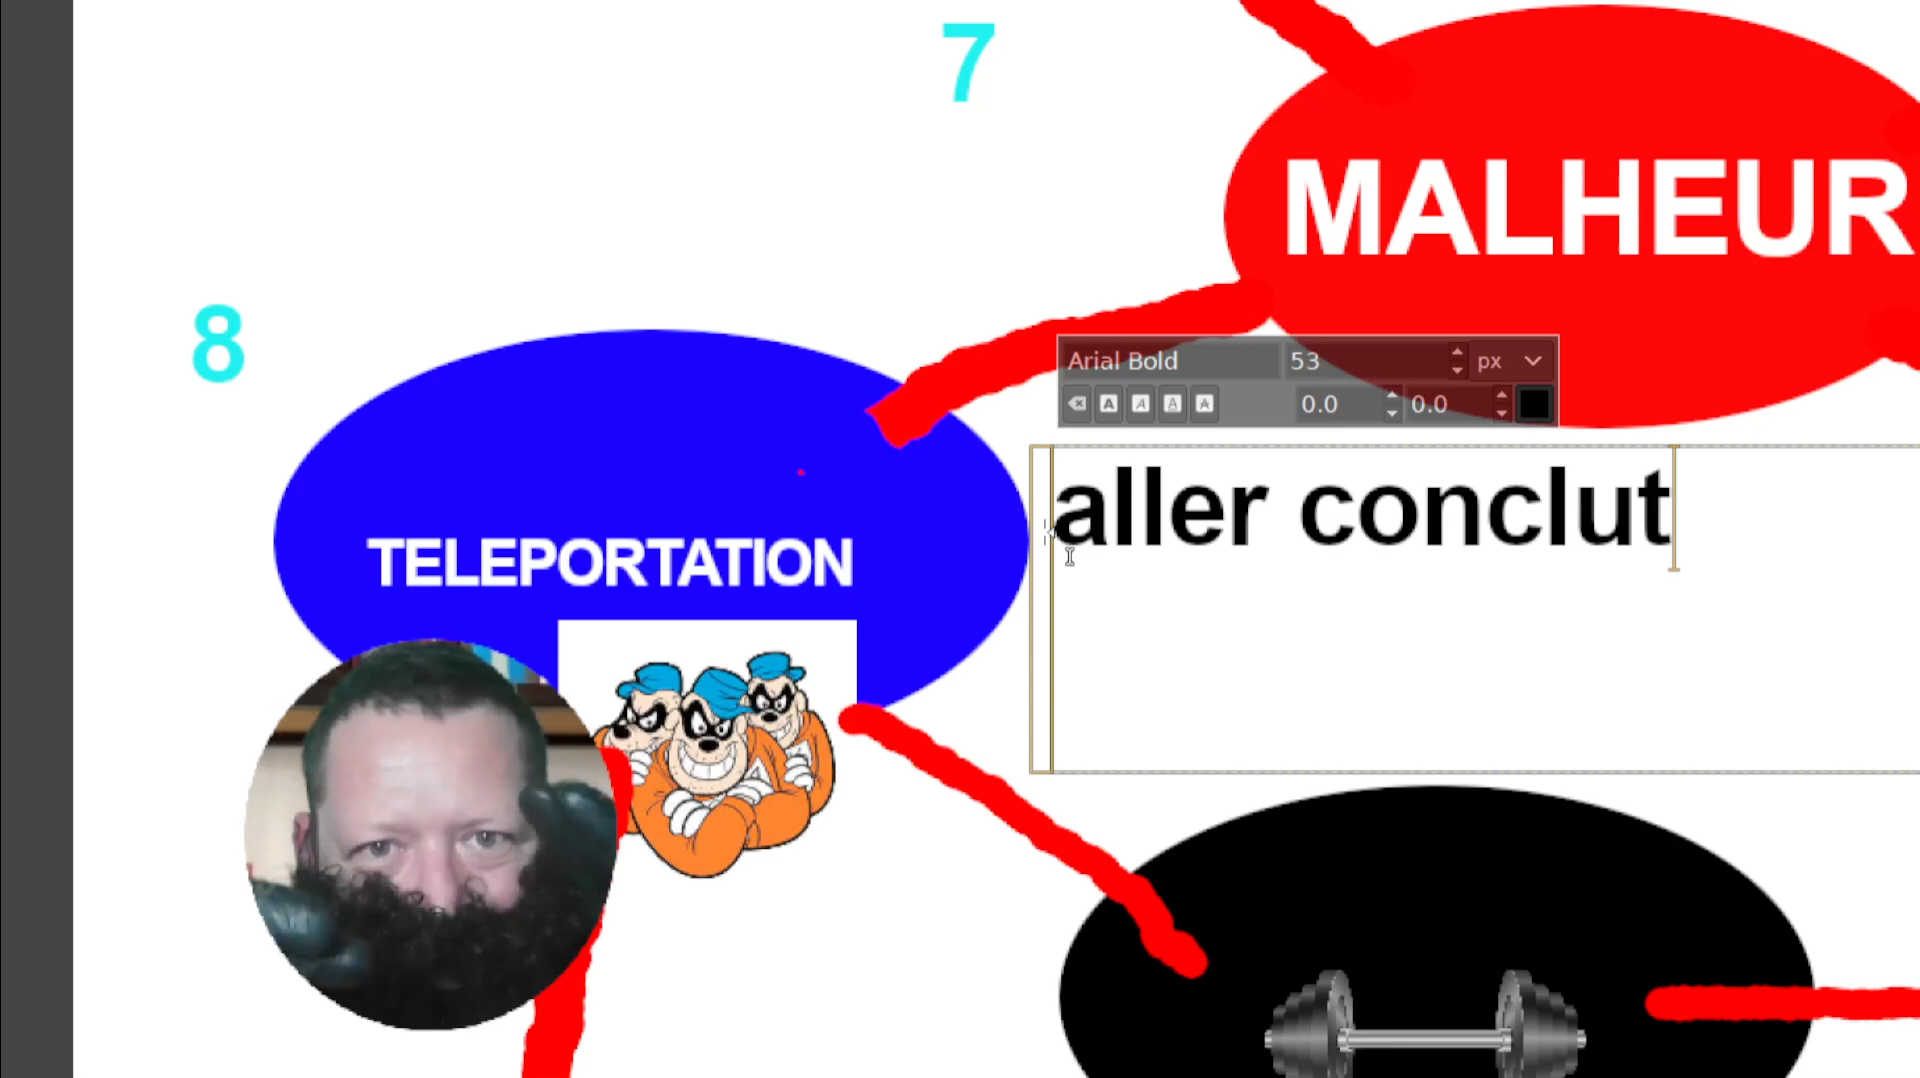 7
MALHEUR
8
Arial Bold 53 px
0.0 0.0
aller conclut
TELEPORTATION